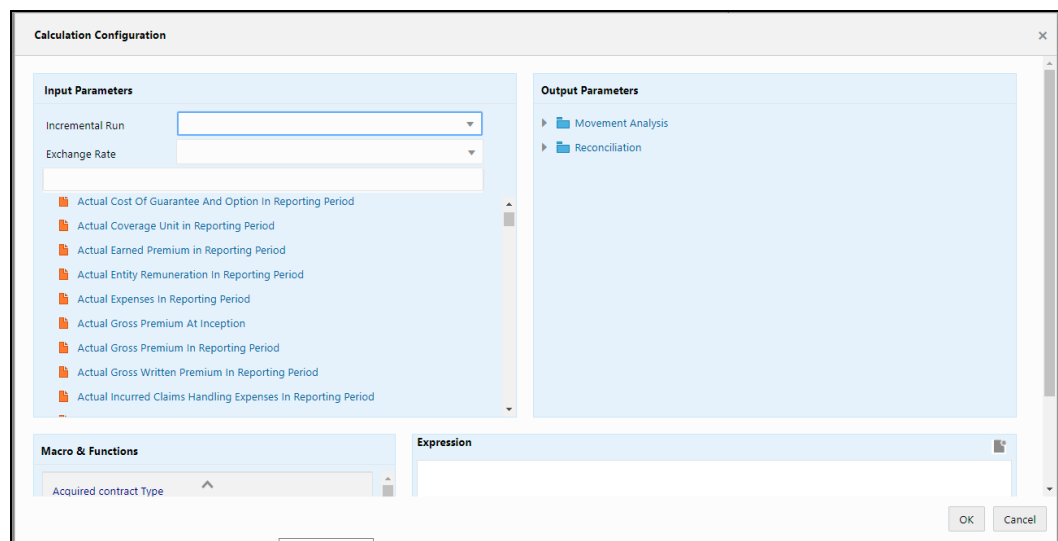 Calculation Configuration
Input Parameters
Incremental Run
Exchange Rate
Actual Cost Of Guarantee And Option In Reporting Period
Actual Coverage Unit in Reporting Period
Actual Earned Premium in Reporting Period
Actual Entity Remuneration In Reporting Period
Actual Expenses In Reporting Period
Actual Gross Premium At Inception
Actual Gross Premium In Reporting Period
Actual Gross Written Premium In Reporting Period
Actual Incurred Claims Handling Expenses In Reporting Period
Output Parameters
Movement Analysis
Reconciliation
Macro & Functions
Acquired contract Type
Expression
OK
Cancel